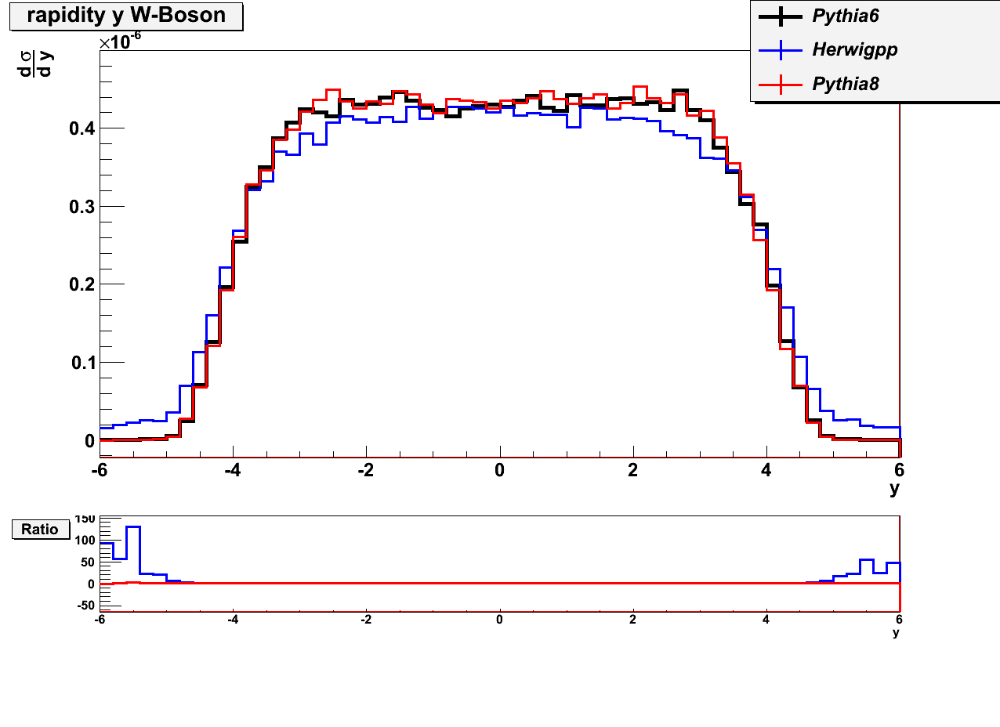 rapidity y W-Boson
Pythia6
Herwigpp
Pythia8
×10-6
dσ
dy
0.4
0.3
0.2
0.1
0
-6 -4 -2 0 2 4 6
y
Ratio
150
100
50
0
-50
-6 -4 -2 0 2 4 6
y